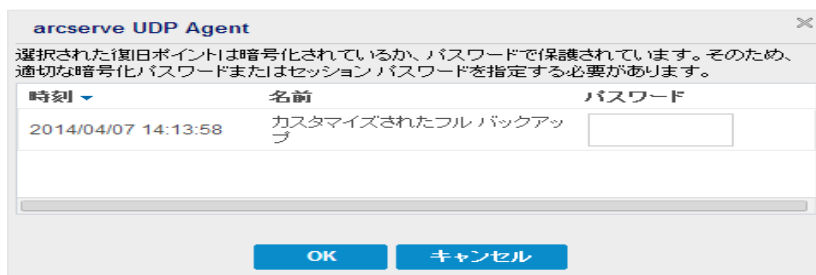 arcserve UDP Agent
選択された復旧ポイントは暗号化されているか、パスワードで保護されています。そのため、
適切な暗号化パスワードまたはセッション パスワードを指定する必要があります。
時刻 名前 パスワード
2014/04/07 14:13:58 カスタマイズされたフル バックアッ
プ
OK キャンセル